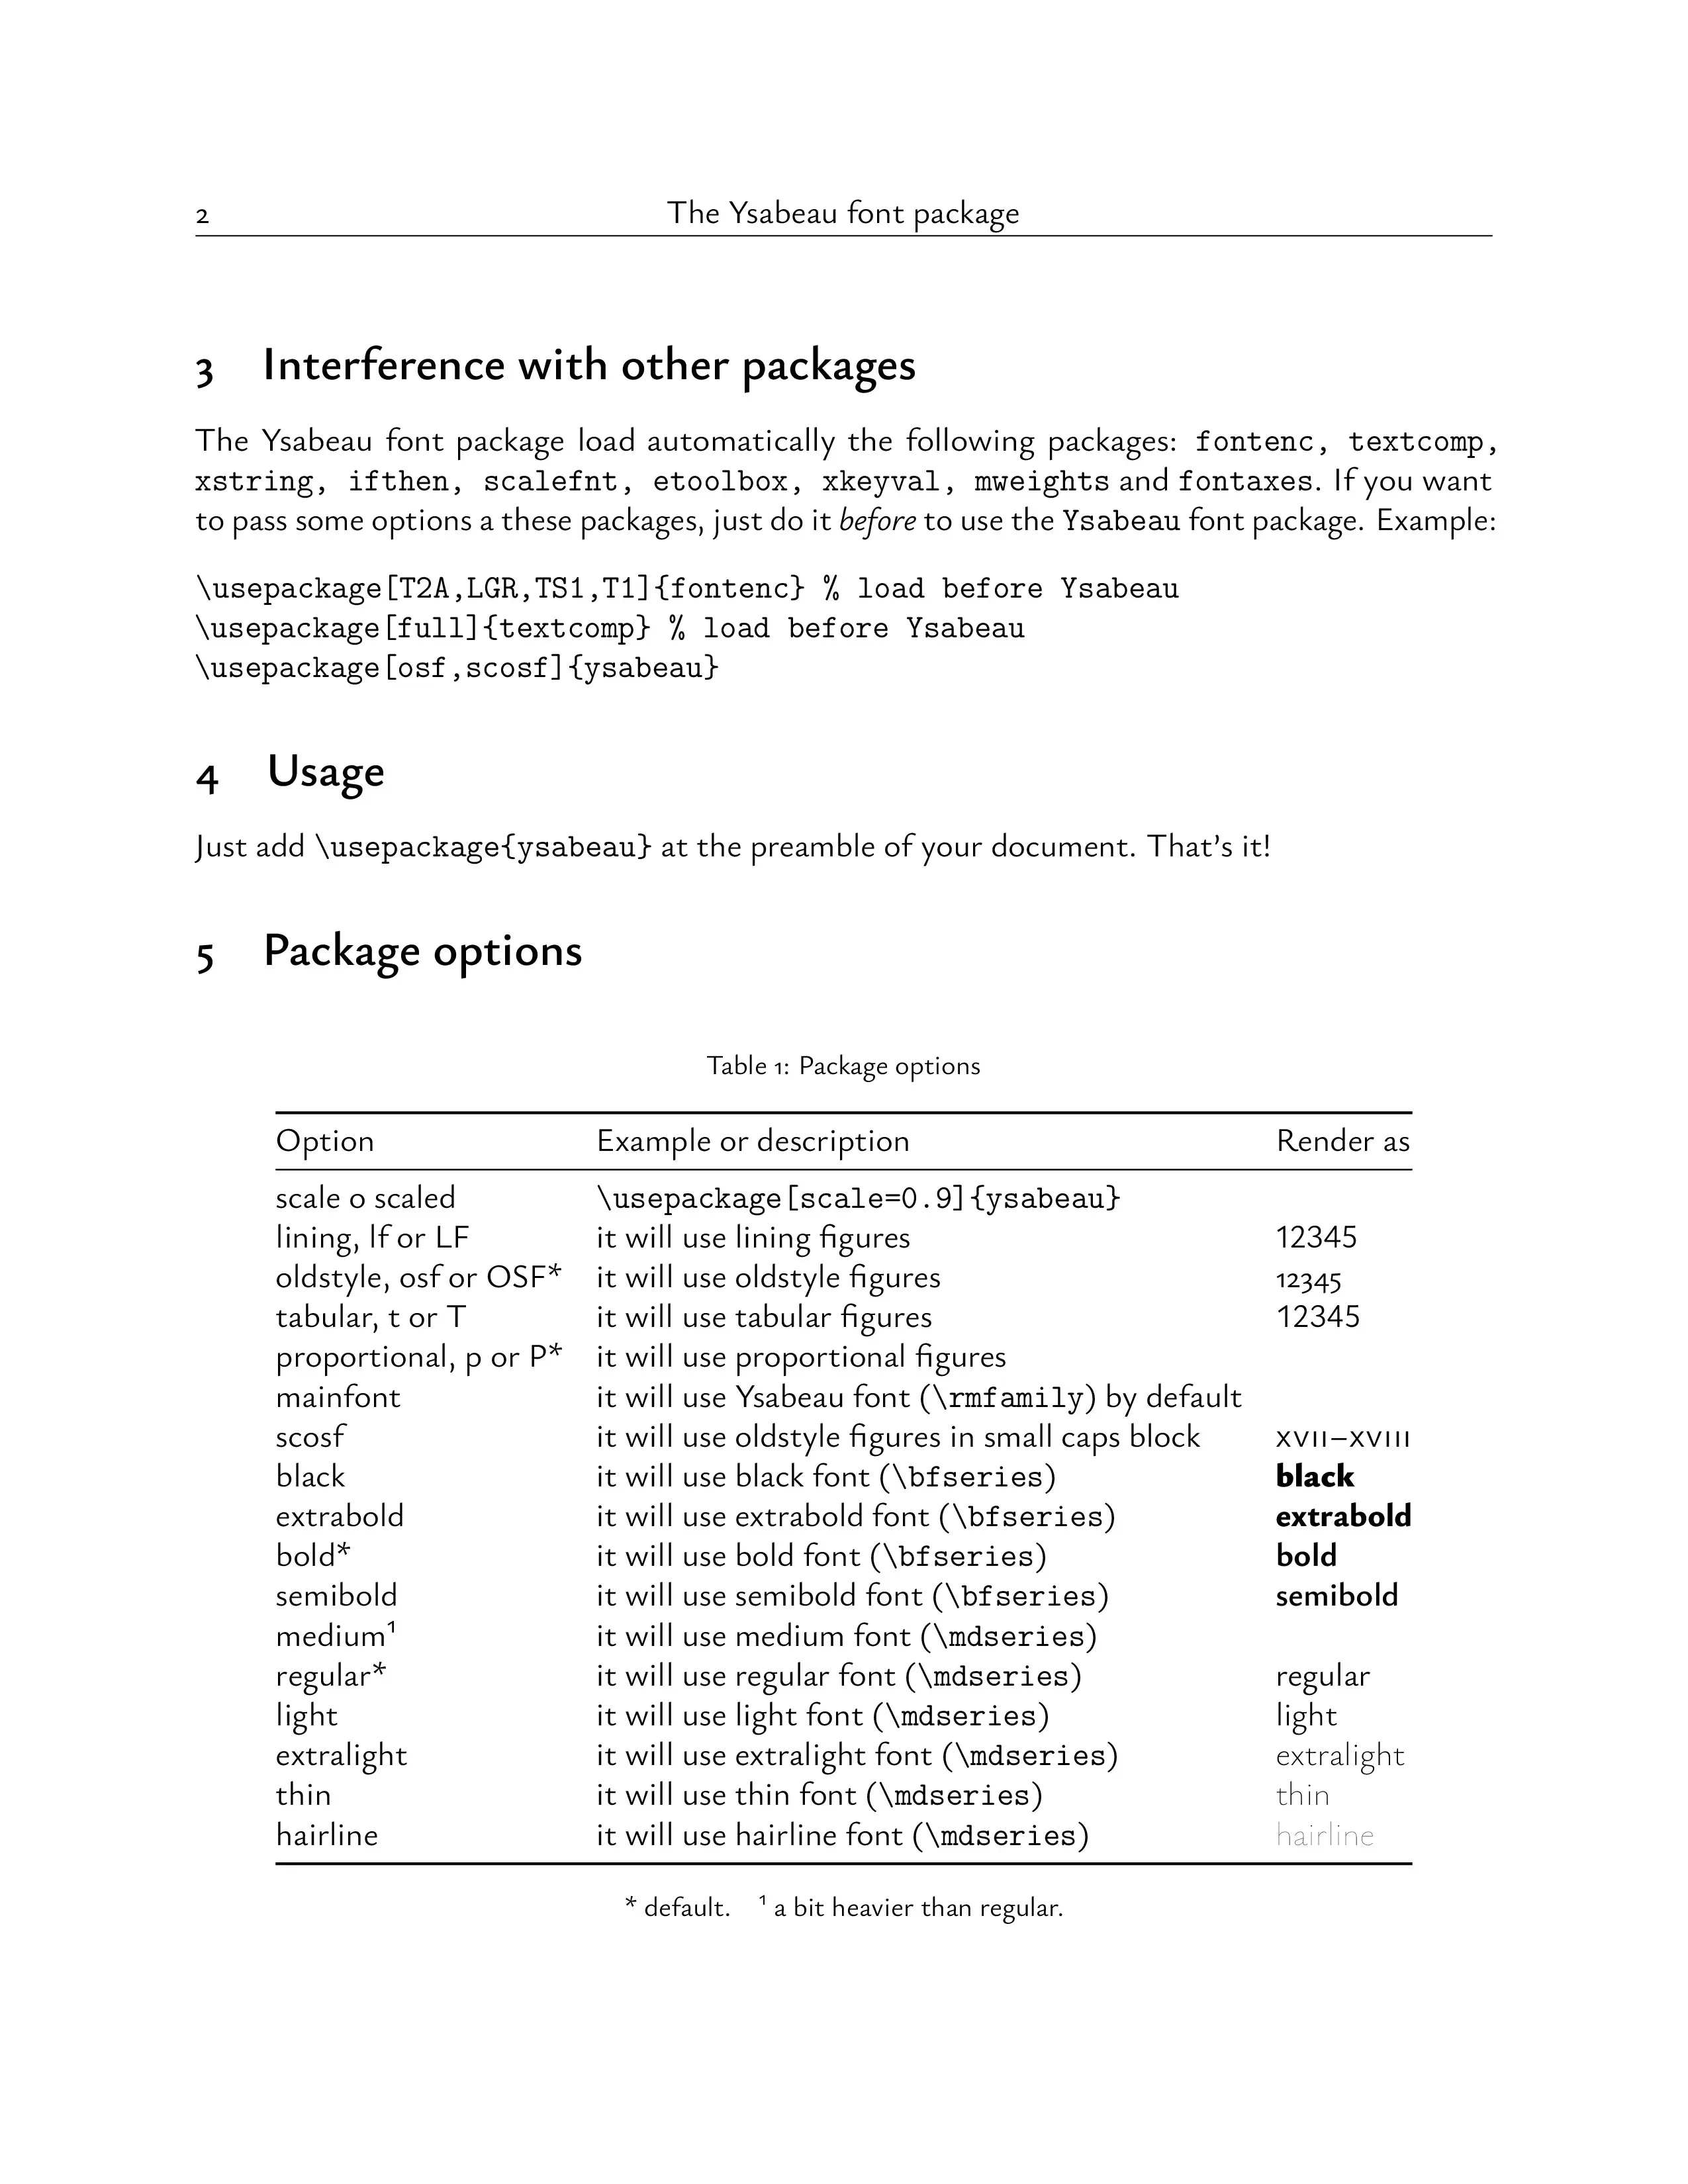 2 The Ysabeau font package
3 Interference with other packages
The Ysabeau font package load automatically the following packages: fontenc, textcomp,
xstring, ifthen, scalefnt, etoolbox, xkeyval, mweights and fontaxes. If you want
to pass some options a these packages, just do it before to use the Ysabeau font package. Example:
\usepackage[T2A,LGR,TS1,T1]{fontenc} % load before Ysabeau
\usepackage[full]{textcomp} % load before Ysabeau
\usepackage[osf,scosf]{ysabeau}
4 Usage
Just add \usepackage{ysabeau} at the preamble of your document. That’s it!
5 Package options
Table 1: Package options
Option Example or description Render as
scale o scaled \usepackage[scale=0.9]{ysabeau}
lining, lf or LF it will use lining figures 12345
oldstyle, osf or OSF* it will use oldstyle figures 12345
tabular, t or T it will use tabular figures 12345
proportional, p or P* it will use proportional figures
mainfont it will use Ysabeau font (\rmfamily) by default
scosf it will use oldstyle figures in small caps block XVII–XVIII
black it will use black font (\bfseries) black
extrabold it will use extrabold font (\bfseries) extrabold
bold* it will use bold font (\bfseries) bold
semibold it will use semibold font (\bfseries) semibold
medium¹ it will use medium font (\mdseries)
regular* it will use regular font (\mdseries) regular
light it will use light font (\mdseries) light
extralight it will use extralight font (\mdseries) extralight
thin it will use thin font (\mdseries) thin
hairline it will use hairline font (\mdseries) hairline
* default. ¹ a bit heavier than regular.